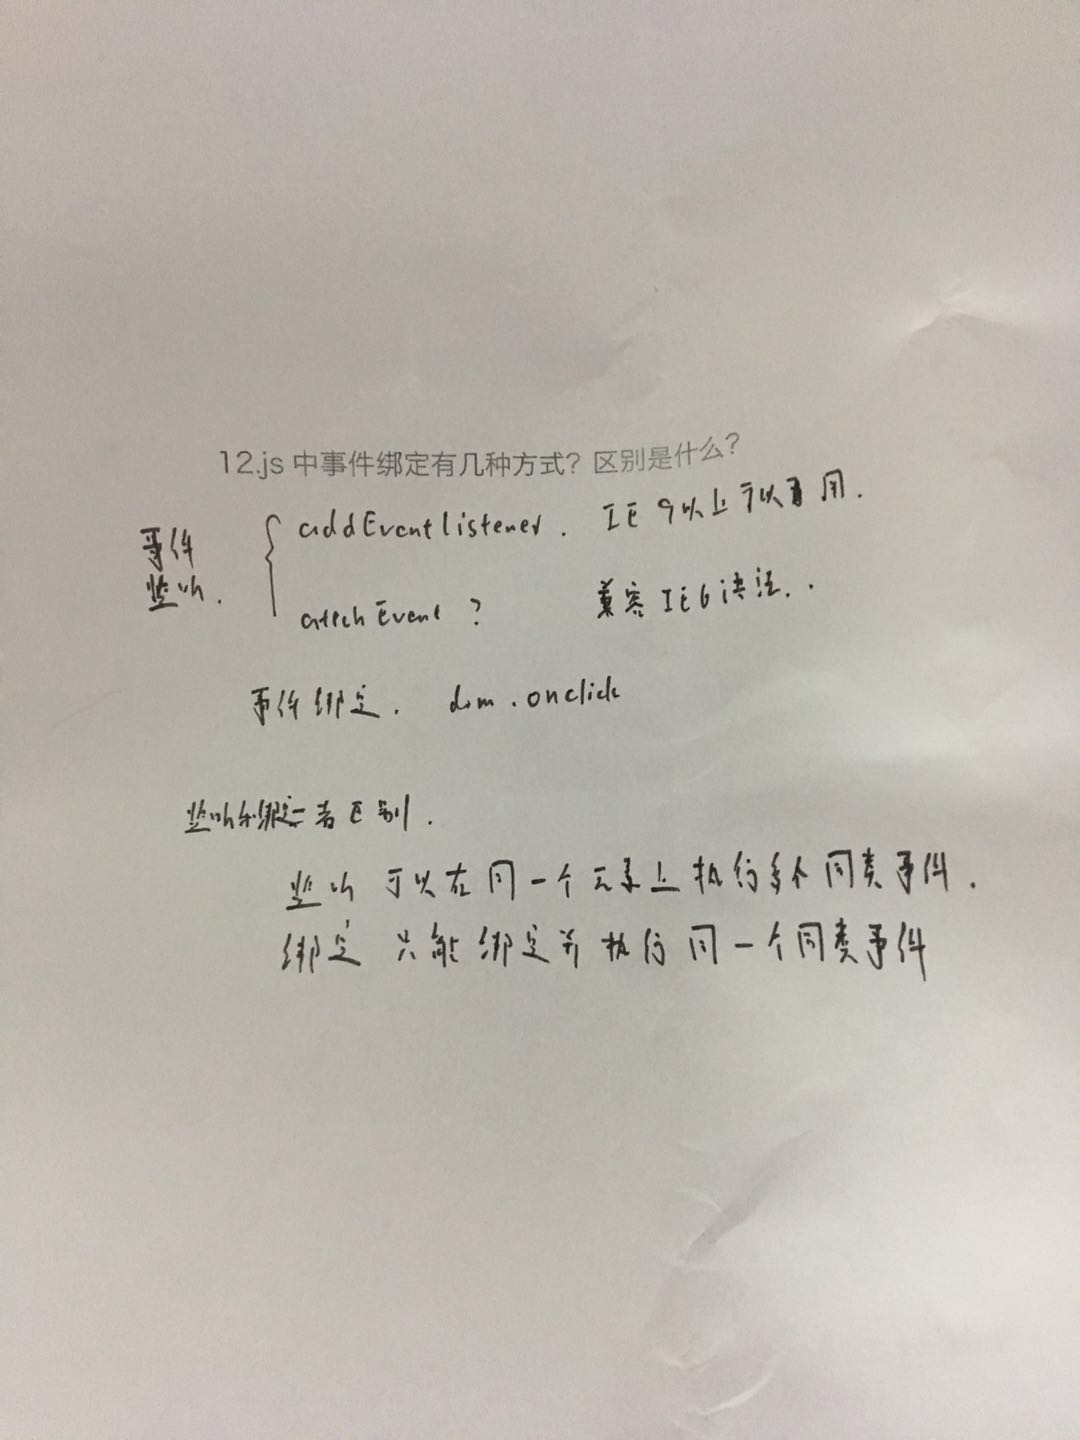 12.js 中事件绑定有几种方式？区别是什么？
事件
监听.
addEventlistener. IE 9以上可以使用.
attchEvent ? 兼容IE6语法..
事件绑定. dom.onclick
监听和绑定二者区别.
监听 可以在同一个元素上执行多个同类事件.
绑定 只能绑定并执行同一个同类事件